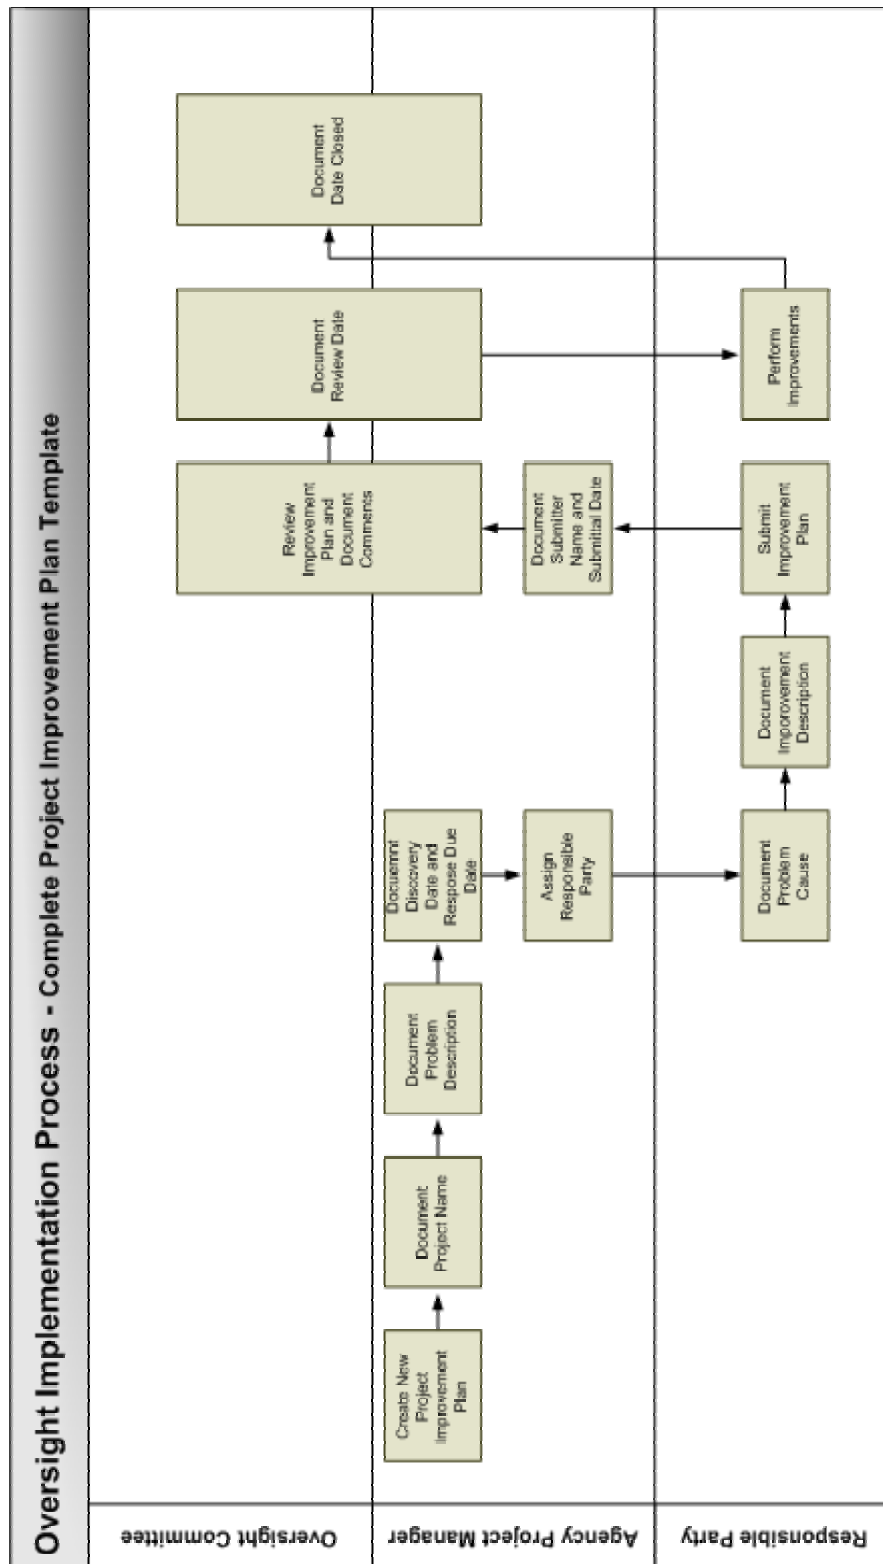 Oversight Implementation Process - Complete Project Improvement Plan Template
Oversight Committee
Agency Project Manager
Responsible Party
Create New
Project
Improvement
Plan
Document
Project Name
Document
Problem
Description
Docuemnt
Discovery
Date and
Respose Due
Date
Assign
Responsible
Party
Document
Problem
Cause
Document
Imporovement
Description
Submit
Improvement
Plan
Document
Submitter
Name and
Submittal Date
Review
Improvement
Plan and
Document
Comments
Document
Review Date
Perform
Improvements
Document
Date Closed